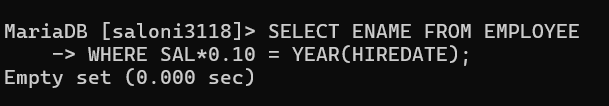 MariaDB [saloni3118]> SELECT ENAME FROM EMPLOYEE
    -> WHERE SAL*0.10 = YEAR(HIREDATE);
Empty set (0.000 sec)